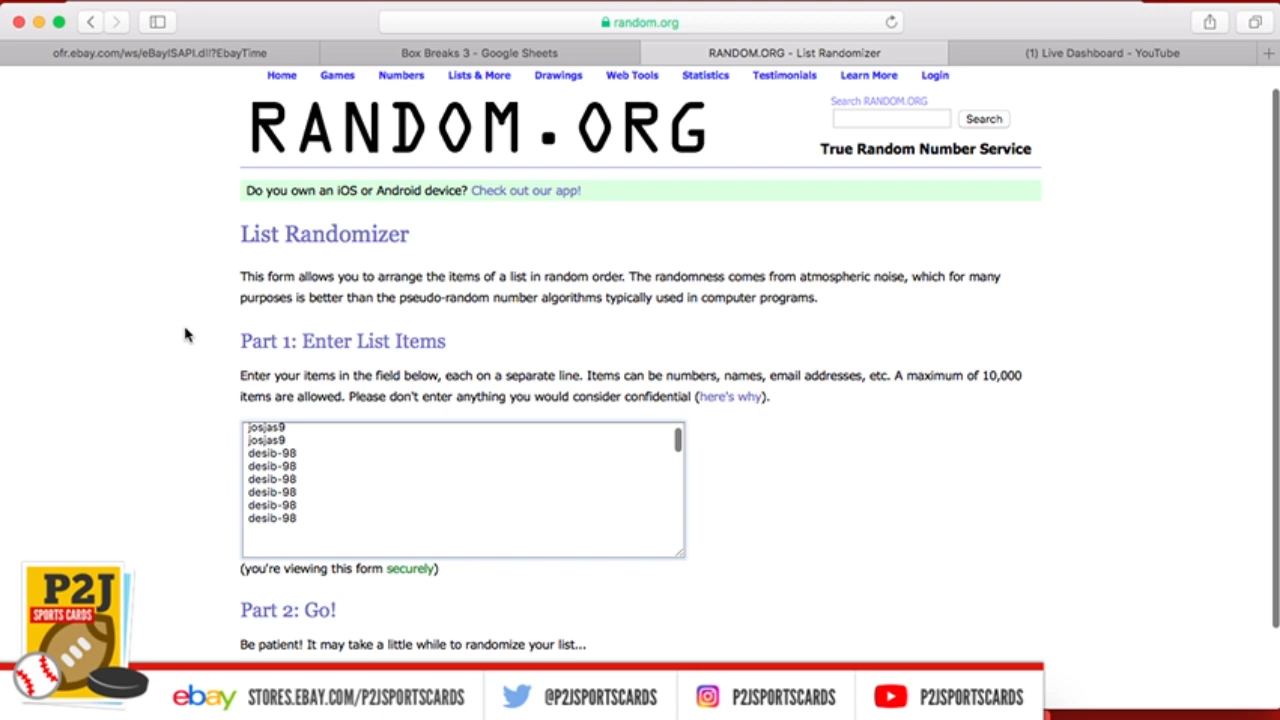 random.org
ofr.ebay.com/ws/eBayISAPI.dll?EbayTime
Box Breaks 3 - Google Sheets
RANDOM.ORG - List Randomizer
(1) Live Dashboard - YouTube
Home Games Numbers Lists & More Drawings Web Tools Statistics Testimonials Learn More Login
RANDOM.ORG
Search RANDOM.ORG
Search
True Random Number Service
Do you own an iOS or Android device? Check out our app!
List Randomizer
This form allows you to arrange the items of a list in random order. The randomness comes from atmospheric noise, which for many
purposes is better than the pseudo-random number algorithms typically used in computer programs.
Part 1: Enter List Items
Enter your items in the field below, each on a separate line. Items can be numbers, names, email addresses, etc. A maximum of 10,000
items are allowed. Please don't enter anything you would consider confidential (here's why).
josjas9
josjas9
desib-98
desib-98
desib-98
desib-98
desib-98
desib-98
(you're viewing this form securely)
Part 2: Go!
Be patient! It may take a little while to randomize your list...
P2J
SPORTS CARDS
ebay STORES.EBAY.COM/P2JSPORTSCARDS
@P2JSPORTSCARDS
P2JSPORTSCARDS
P2JSPORTSCARDS